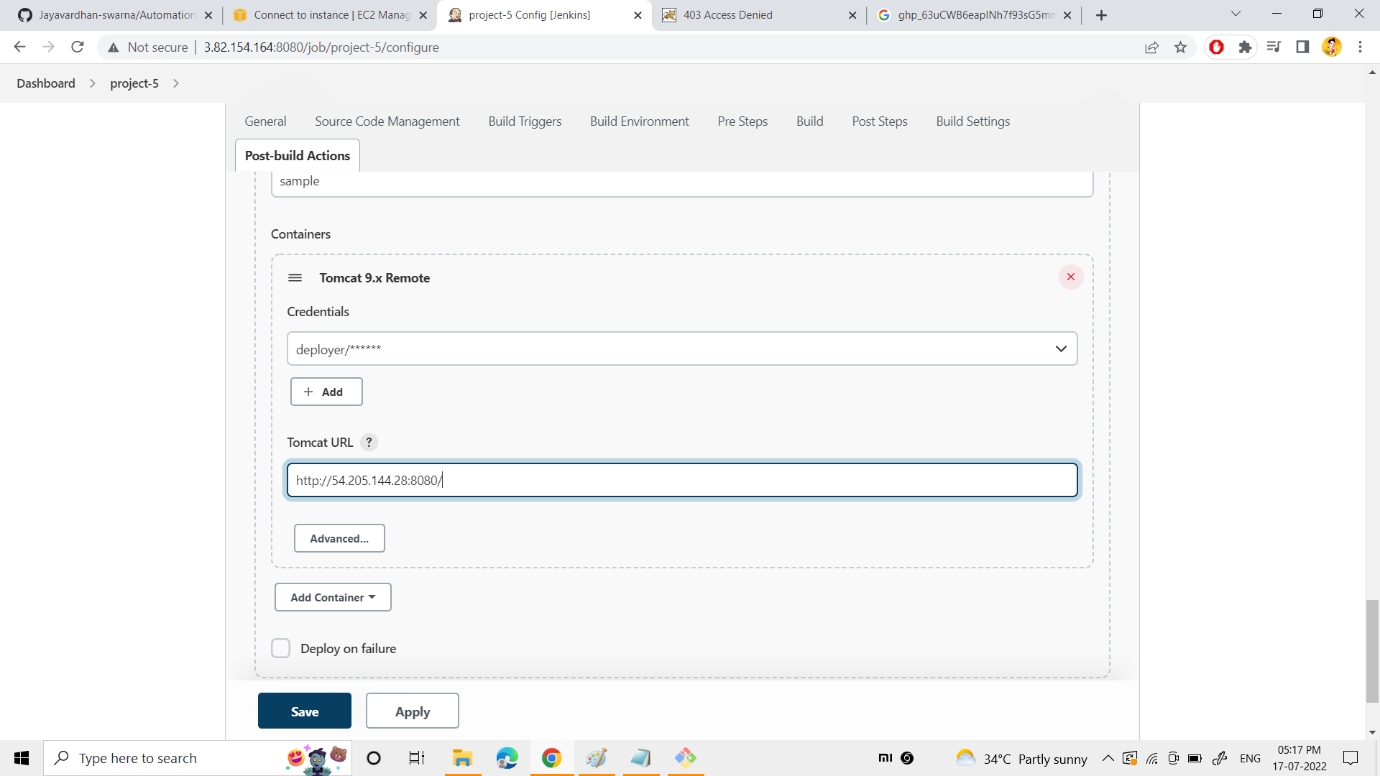 Jayavardhan-swarna/Automation
Connect to instance | EC2 Manag
project-5 Config [Jenkins]
403 Access Denied
Not secure
3.82.154.164:8080/job/project-5/configure
Dashboard
project-5
General
Source Code Management
Build Triggers
Build Environment
Pre Steps
Build
Post Steps
Build Settings
Post-build Actions
sample
Containers
Tomcat 9.x Remote
Credentials
deployer/******
+ Add
Tomcat URL ?
http://54.205.144.28:8080/
Advanced...
Add Container
Deploy on failure
Save
Apply
Type here to search
34°C Partly sunny
ENG
05:17 PM
17-07-2022